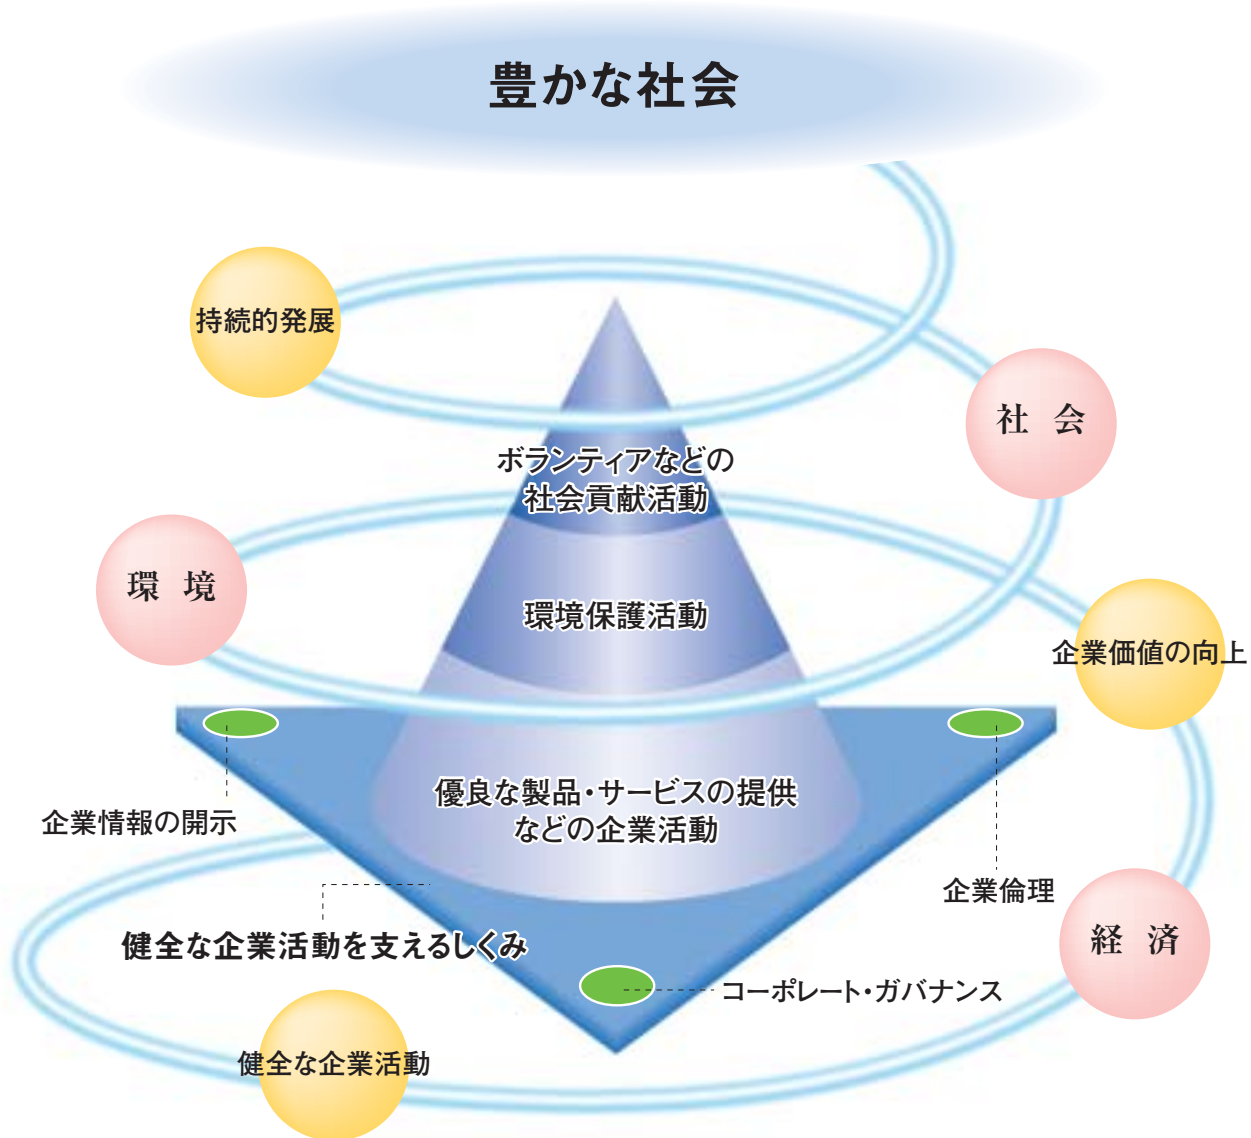 豊かな社会
持続的発展
社 会
ボランティアなどの
社会貢献活動
環 境
環境保護活動
企業価値の向上
優良な製品・サービスの提供
などの企業活動
企業情報の開示
企業倫理
健全な企業活動を支えるしくみ
経 済
コーポレート・ガバナンス
健全な企業活動